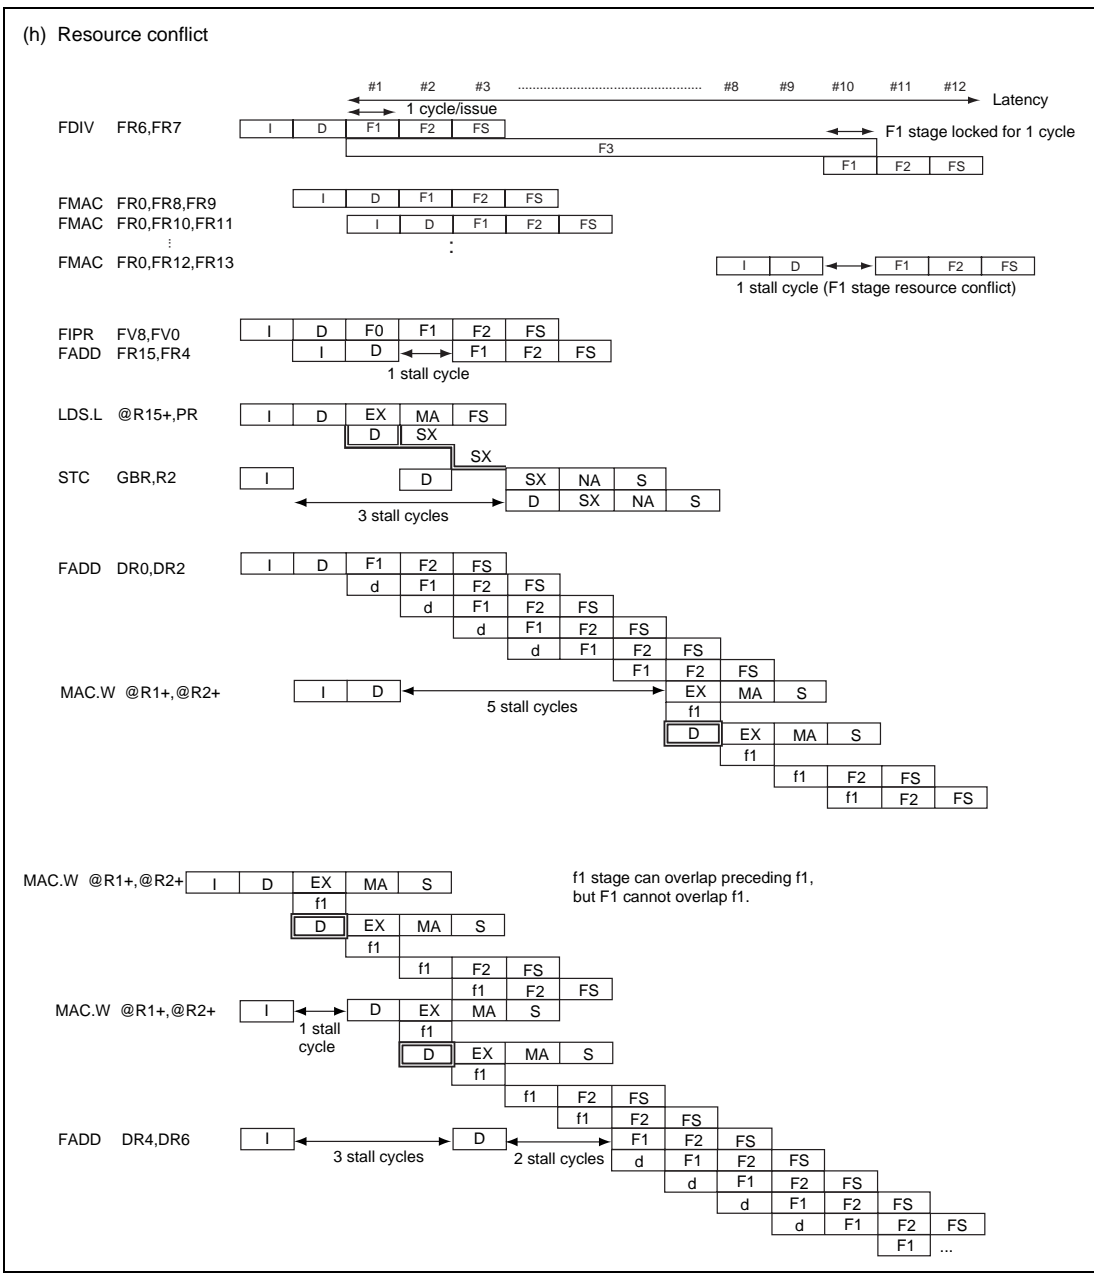 (h) Resource conflict
#1 #2 #3 #8 #9 #10 #11 #12
Latency
1 cycle/issue
FDIV FR6,FR7 I D F1 F2 FS
F1 stage locked for 1 cycle
F3
F1 F2 FS
FMAC FR0,FR8,FR9 I D F1 F2 FS
FMAC FR0,FR10,FR11 I D F1 F2 FS
FMAC FR0,FR12,FR13 I D F1 F2 FS
1 stall cycle (F1 stage resource conflict)
FIPR FV8,FV0 I D F0 F1 F2 FS
FADD FR15,FR4 I D F1 F2 FS
1 stall cycle
LDS.L @R15+,PR I D EX MA FS
D SX
SX
STC GBR,R2 I D SX NA S
D SX NA S
3 stall cycles
FADD DR0,DR2 I D F1 F2 FS
d F1 F2 FS
d F1 F2 FS
d F1 F2 FS
d F1 F2 FS
F1 F2 FS
MAC.W @R1+,@R2+ I D EX MA S
5 stall cycles
f1
D EX MA S
f1
f1 F2 FS
f1 F2 FS
MAC.W @R1+,@R2+ I D EX MA S
f1 stage can overlap preceding f1,
but F1 cannot overlap f1.
f1
D EX MA S
f1
f1 F2 FS
f1 F2 FS
MAC.W @R1+,@R2+ I D EX MA S
1 stall
cycle
f1
D EX MA S
f1
f1 F2 FS
f1 F2 FS
FADD DR4,DR6 I D F1 F2 FS
3 stall cycles 2 stall cycles
d F1 F2 FS
d F1 F2 FS
d F1 F2 FS
d F1 F2 FS
F1 ...